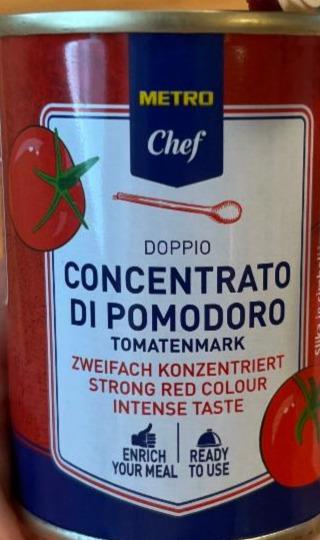 METRO
Chef
DOPPIO
CONCENTRATO
DI POMODORO
TOMATENMARK
ZWEIFACH KONZENTRIERT
STRONG RED COLOUR
INTENSE TASTE
ENRICH
YOUR MEAL
READY
TO USE